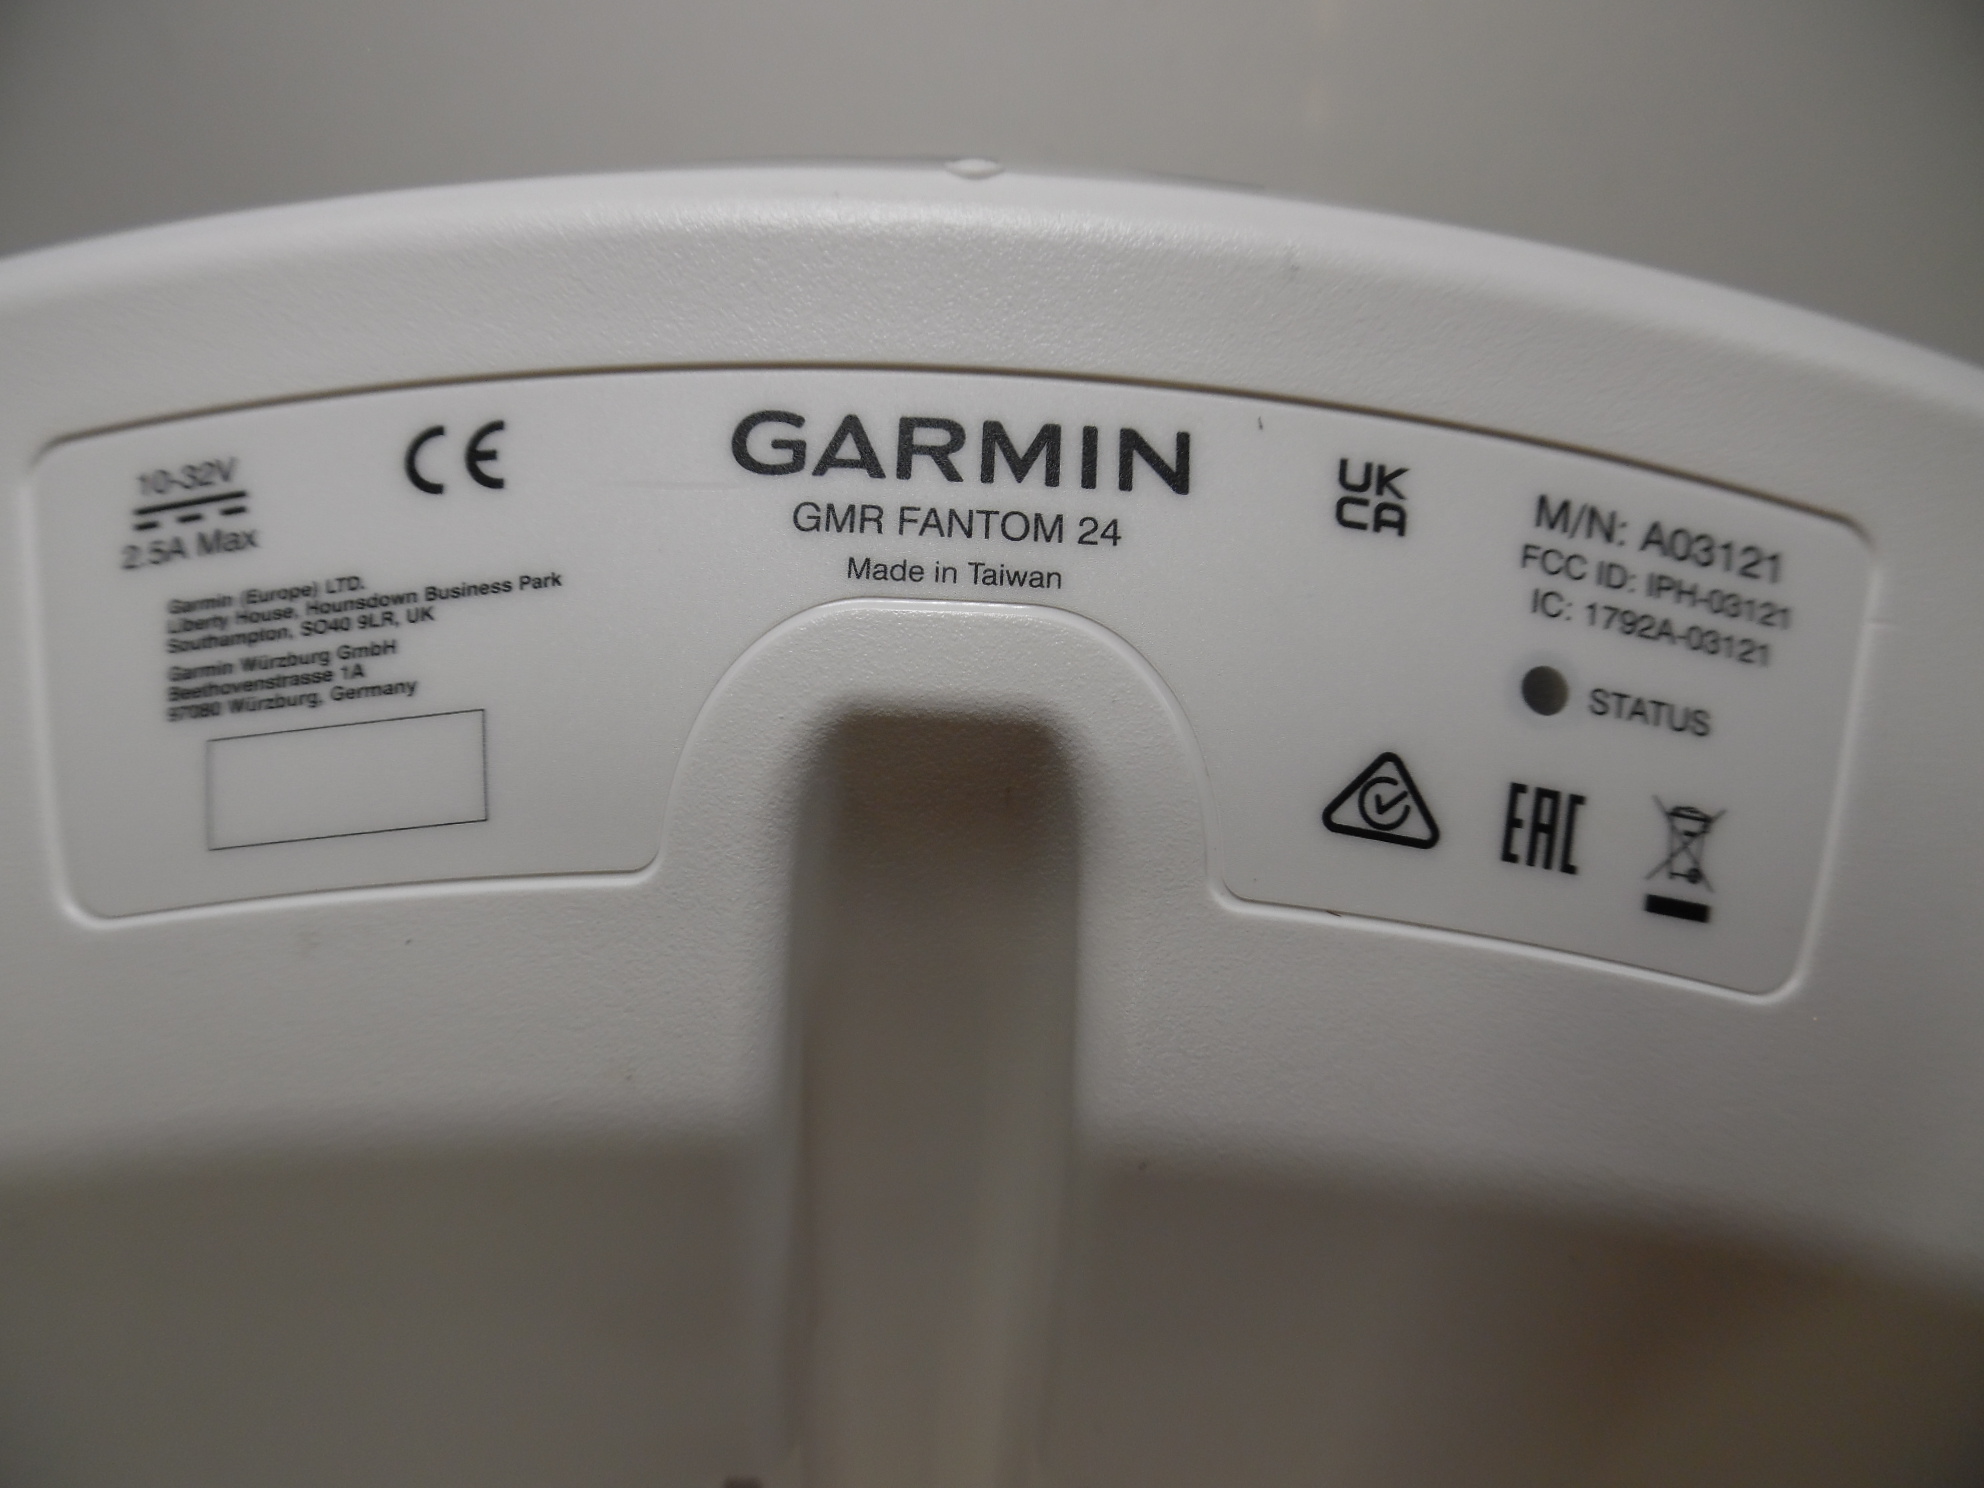 10-32V
2.5A Max
CE
Garmin (Europe) LTD.
Liberty House, Hounsdown Business Park
Southampton, SO40 9LR, UK
Garmin Würzburg GmbH
Beethovenstrasse 1A
97080 Würzburg, Germany
GARMIN
GMR FANTOM 24
Made in Taiwan
UK
CA
M/N: A03121
FCC ID: IPH-03121
IC: 1792A-03121
STATUS
EAC